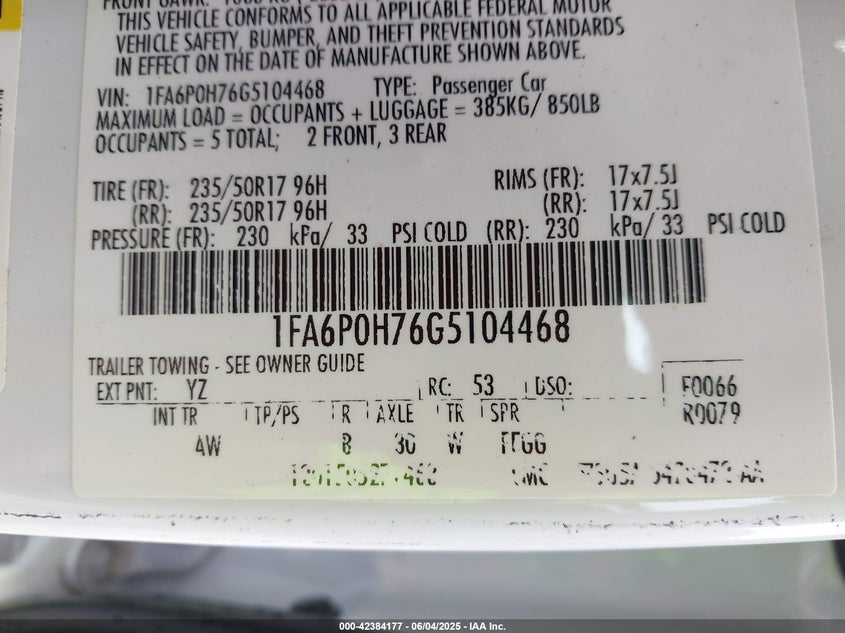 THIS VEHICLE CONFORMS TO ALL APPLICABLE FEDERAL MOTOR
VEHICLE SAFETY, BUMPER, AND THEFT PREVENTION STANDARDS
IN EFFECT ON THE DATE OF MANUFACTURE SHOWN ABOVE.
VIN: 1FA6P0H76G5104468 TYPE: Passenger Car
MAXIMUM LOAD = OCCUPANTS + LUGGAGE = 385KG/ 850LB
OCCUPANTS = 5 TOTAL; 2 FRONT, 3 REAR
TIRE (FR): 235/50R17 96H RIMS (FR): 17x7.5J
(RR): 235/50R17 96H (RR): 17x7.5J
PRESSURE (FR): 230 kPa/ 33 PSI COLD (RR): 230 kPa/ 33 PSI COLD
1FA6P0H76G5104468
TRAILER TOWING - SEE OWNER GUIDE
EXT PNT: YZ RC: 53 DSO: F0066
INT TR TP/PS R AXLE TR SPR R0079
4W 8 W
000-42384177 - 06/04/2025 - IAA Inc.